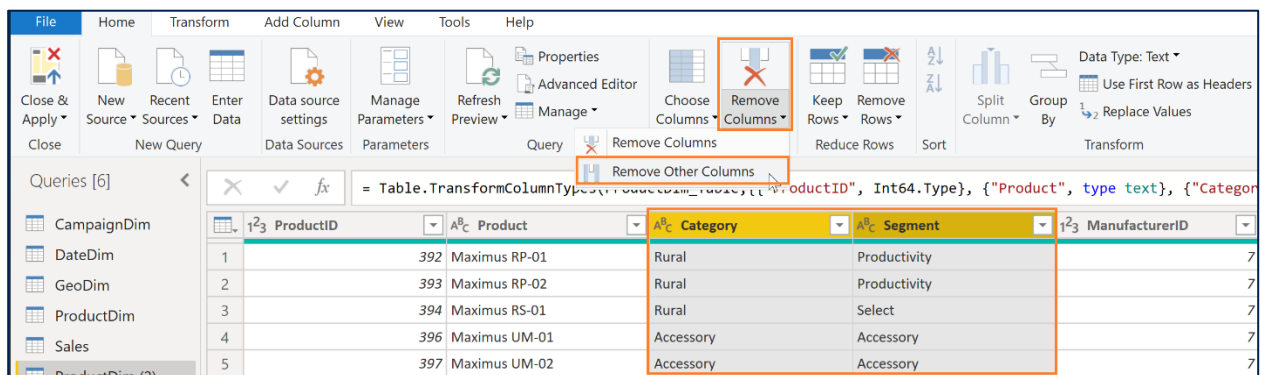 File Home Transform Add Column View Tools Help
Close & Apply New Source Recent Sources Enter Data Data source settings Manage Parameters Refresh Preview Properties Advanced Editor Manage Choose Columns Remove Columns Keep Rows Remove Rows Split Column Group By Data Type: Text Use First Row as Headers Replace Values
Close New Query Data Sources Parameters Query Reduce Rows Sort Transform
Remove Columns
Remove Other Columns
Queries [6]
= Table.TransformColumnTypes( oductID", Int64.Type}, {"Product", type text}, {"Categor
CampaignDim
DateDim
GeoDim
ProductDim
Sales
ProductDim (2)
ProductID Product Category Segment ManufacturerID
1 392 Maximus RP-01 Rural Productivity 7
2 393 Maximus RP-02 Rural Productivity 7
3 394 Maximus RS-01 Rural Select 7
4 396 Maximus UM-01 Accessory Accessory 7
5 397 Maximus UM-02 Accessory Accessory 7